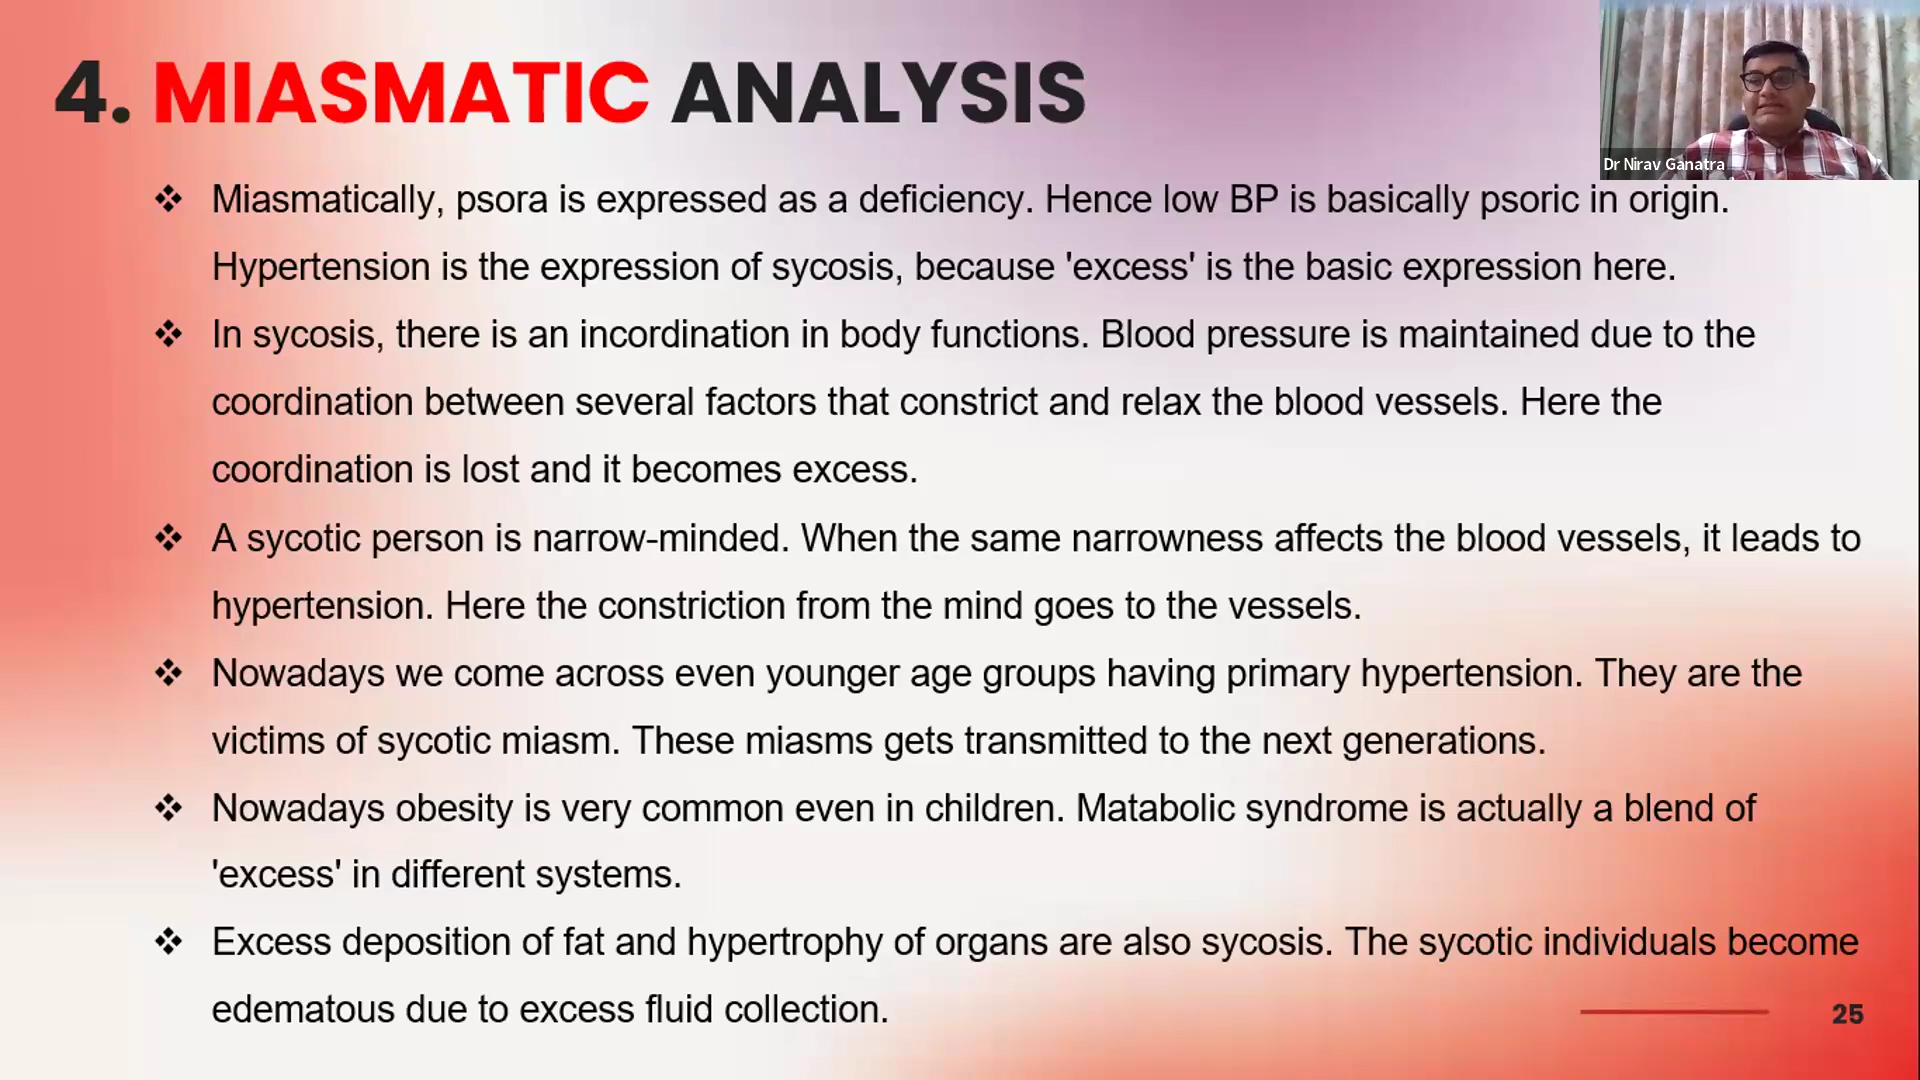 4. MIASMATIC ANALYSIS
Dr Nirav Ganatra
❖ Miasmatically, psora is expressed as a deficiency. Hence low BP is basically psoric in origin.
Hypertension is the expression of sycosis, because 'excess' is the basic expression here.
❖ In sycosis, there is an incordination in body functions. Blood pressure is maintained due to the
coordination between several factors that constrict and relax the blood vessels. Here the
coordination is lost and it becomes excess.
❖ A sycotic person is narrow-minded. When the same narrowness affects the blood vessels, it leads to
hypertension. Here the constriction from the mind goes to the vessels.
❖ Nowadays we come across even younger age groups having primary hypertension. They are the
victims of sycotic miasm. These miasms gets transmitted to the next generations.
❖ Nowadays obesity is very common even in children. Matabolic syndrome is actually a blend of
'excess' in different systems.
❖ Excess deposition of fat and hypertrophy of organs are also sycosis. The sycotic individuals become
edematous due to excess fluid collection.
25